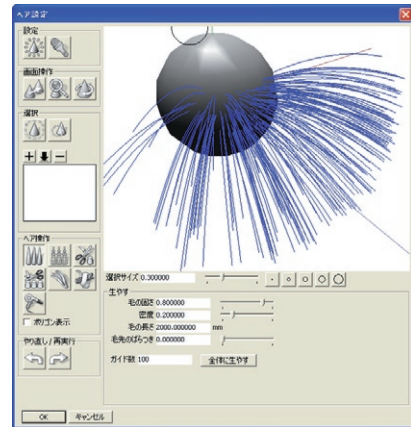 ヘア設定
設定
画面操作
選択
ヘア操作
ポリゴン表示
やり直し / 再実行
選択サイズ 0.300000
生やす
毛の固さ 0.800000
密度 0.200000
毛の長さ 2000.000000 mm
毛先のばらつき 0.000000
ガイド数 100 全体に生やす
OK キャンセル